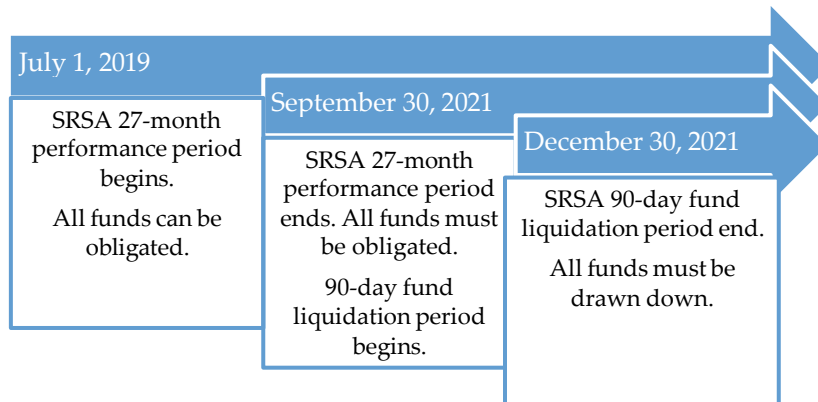 July 1, 2019
SRSA 27-month
performance period
begins.
All funds can be
obligated.
September 30, 2021
SRSA 27-month
performance period
ends. All funds must
be obligated.
90-day fund
liquidation period
begins.
December 30, 2021
SRSA 90-day fund
liquidation period end.
All funds must be
drawn down.